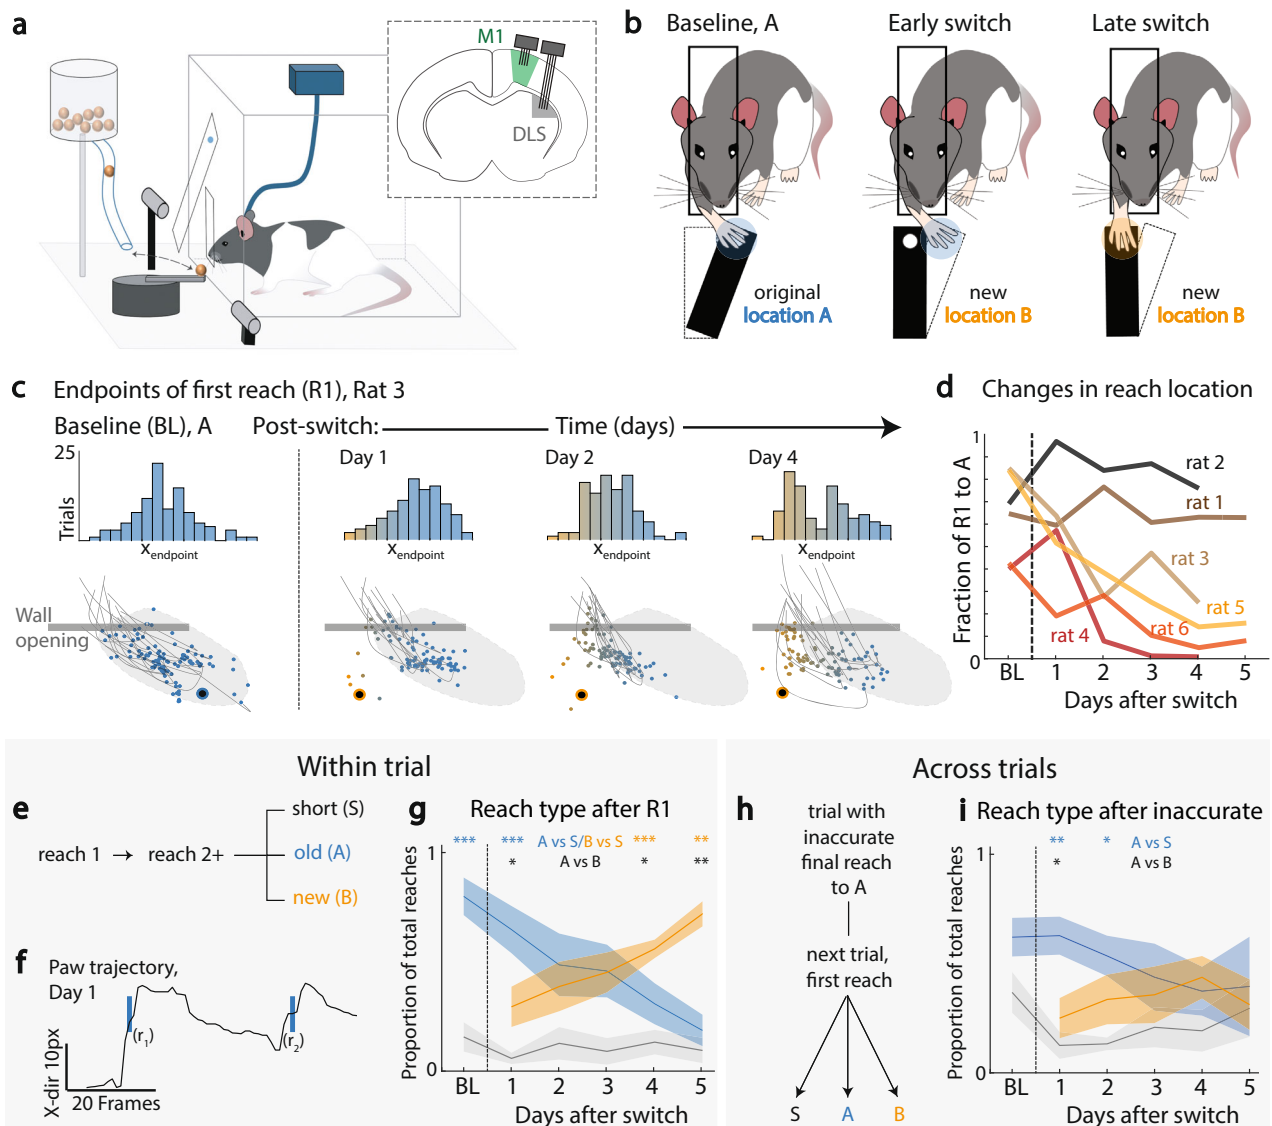 a
M1
DLS
b
Baseline, A
Early switch
Late switch
original
location A
new
location B
new
location B
c
Endpoints of first reach (R1), Rat 3
Baseline (BL), A
Post-switch:
Time (days)
25
Trials
Day 1
Day 2
Day 4
xendpoint
xendpoint
xendpoint
xendpoint
Wall
opening
d
Changes in reach location
Fraction of R1 to A
1
0
rat 2
rat 1
rat 3
rat 5
rat 6
rat 4
BL 1 2 3 4 5
Days after switch
Within trial
e
reach 1 → reach 2+
short (S)
old (A)
new (B)
f
Paw trajectory,
Day 1
(r1)
(r2)
X-dir 10px
20 Frames
g
Reach type after R1
*** *** A vs S/B vs S *** **
* A vs B * **
Proportion of total reaches
1
0
BL 1 2 3 4 5
Days after switch
Across trials
h
trial with
inaccurate
final reach
to A
next trial,
first reach
S A B
i
Reach type after inaccurate
** * A vs S
* A vs B
Proportion of total reaches
1
0
BL 1 2 3 4 5
Days after switch